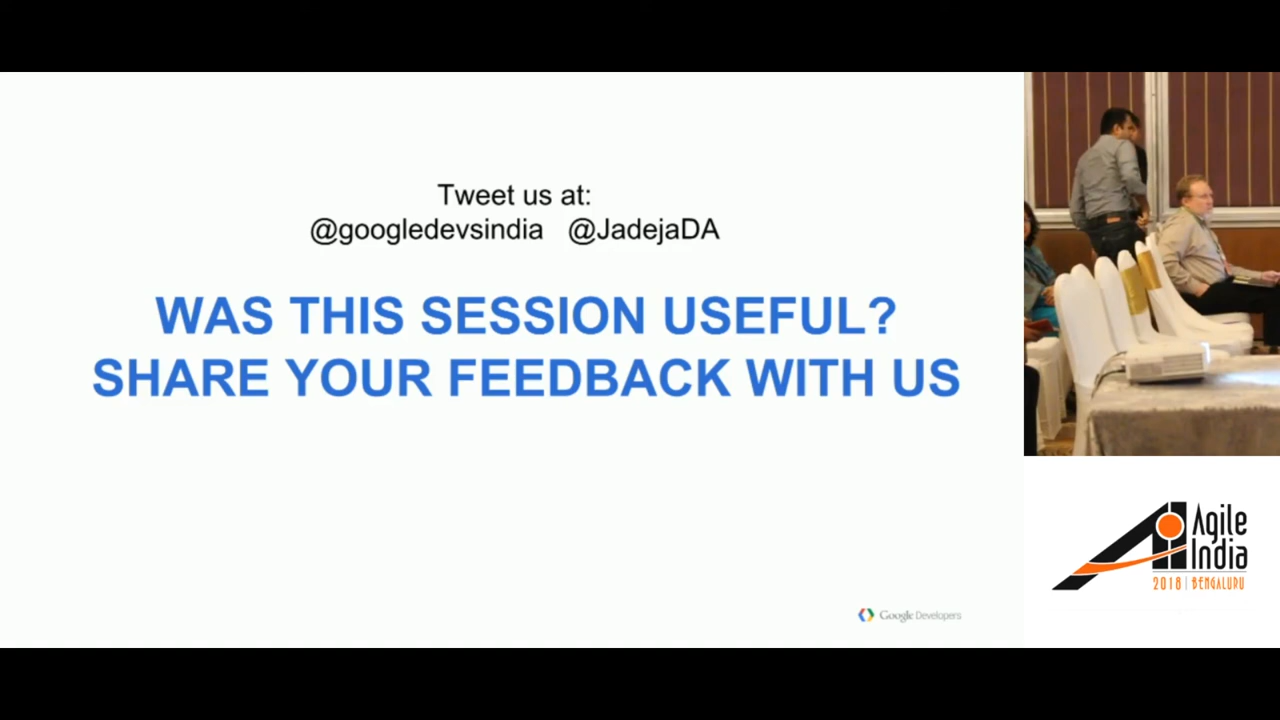 Tweet us at:
@googledevsindia @JadejaDA
WAS THIS SESSION USEFUL?
SHARE YOUR FEEDBACK WITH US
Google Developers
Agile
India
2018 | BENGALURU